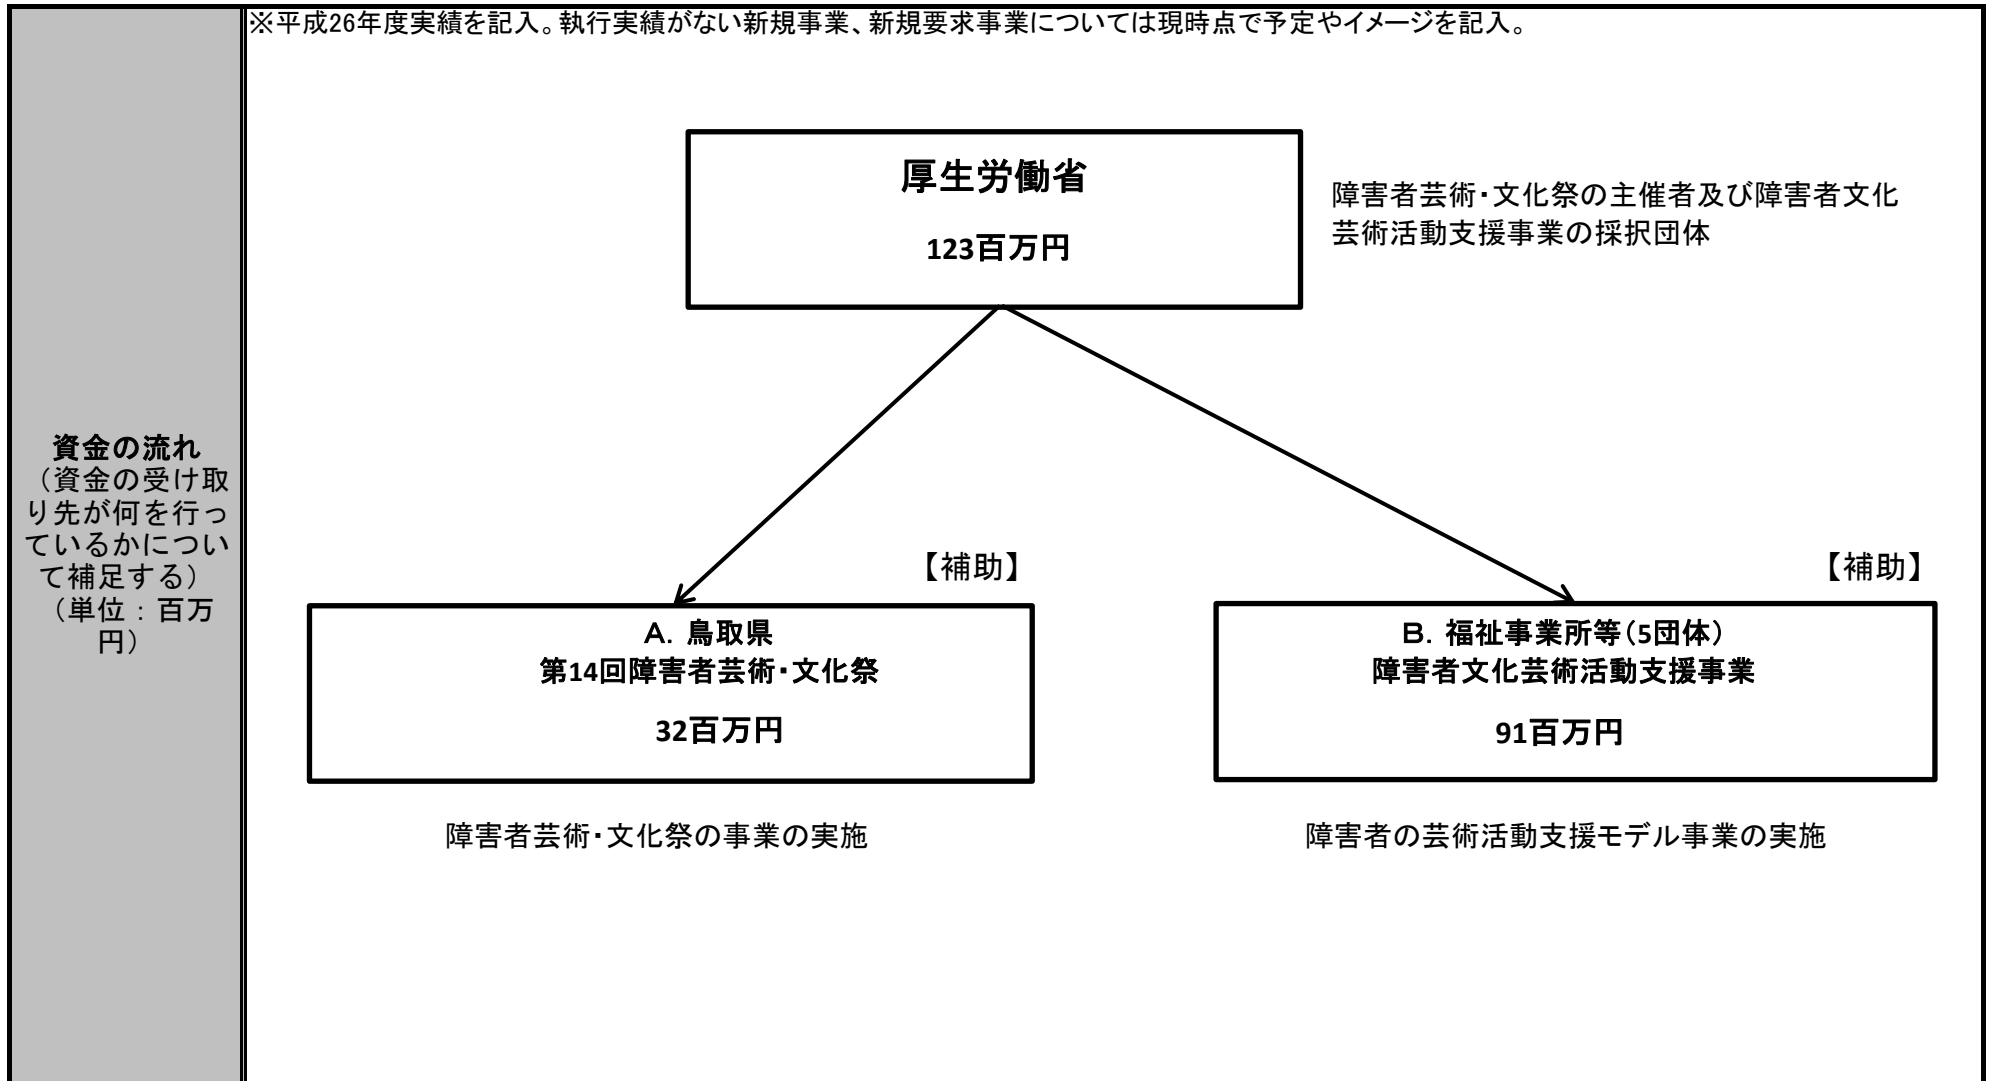 ※平成26年度実績を記入。執行実績がない新規事業、新規要求事業については現時点で予定やイメージを記入。
資金の流れ
（資金の受け取
り先が何を行っ
ているかについ
て補足する）
（単位：百万
円）
厚生労働省
123百万円
障害者芸術・文化祭の主催者及び障害者文化
芸術活動支援事業の採択団体
【補助】
A．鳥取県
第14回障害者芸術・文化祭
32百万円
障害者芸術・文化祭の事業の実施
【補助】
B．福祉事業所等（5団体）
障害者文化芸術活動支援事業
91百万円
障害者の芸術活動支援モデル事業の実施